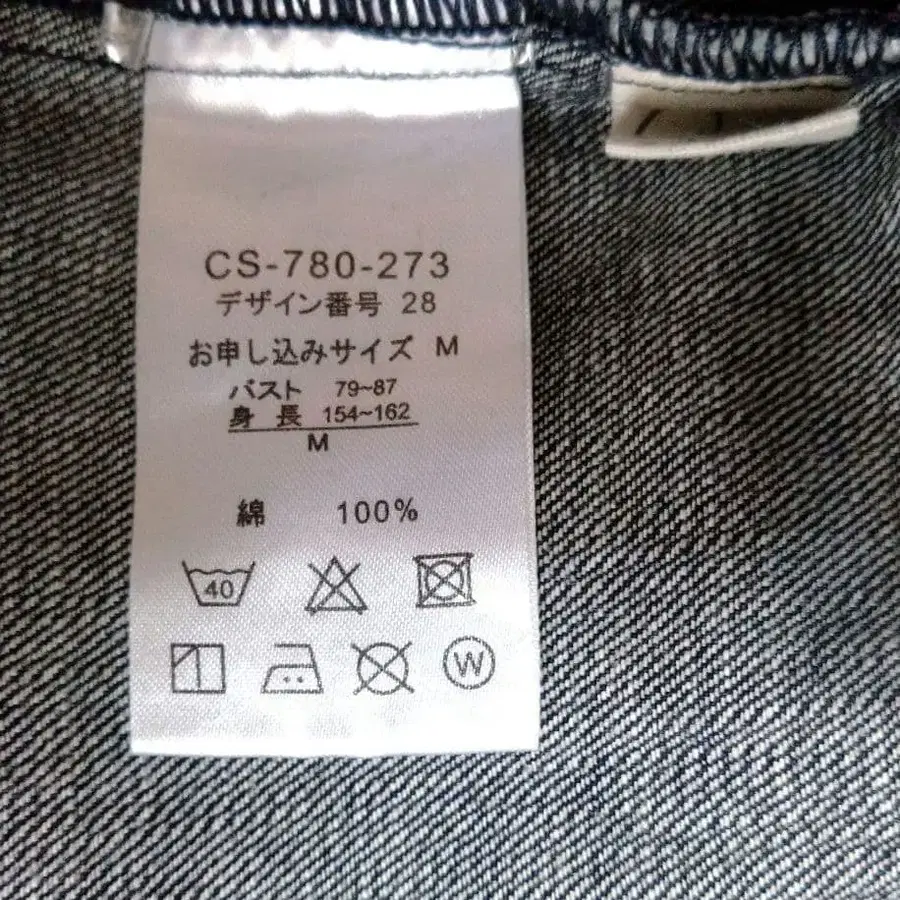 CS-780-273
デザイン番号 28
お申し込みサイズ M
バスト 79~87
身 長 154~162
M
綿 100%
40
W